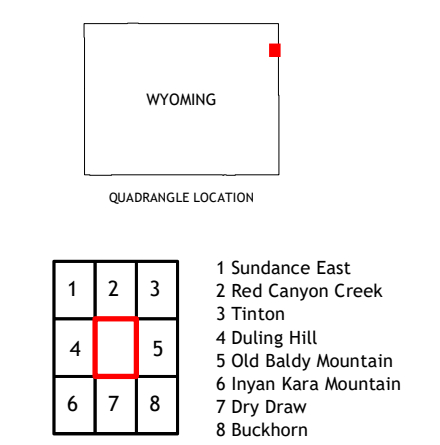 WYOMING
QUADRANGLE LOCATION
1 2 3
4 5
6 7 8
1 Sundance East
2 Red Canyon Creek
3 Tinton
4 Duling Hill
5 Old Baldy Mountain
6 Inyan Kara Mountain
7 Dry Draw
8 Buckhorn